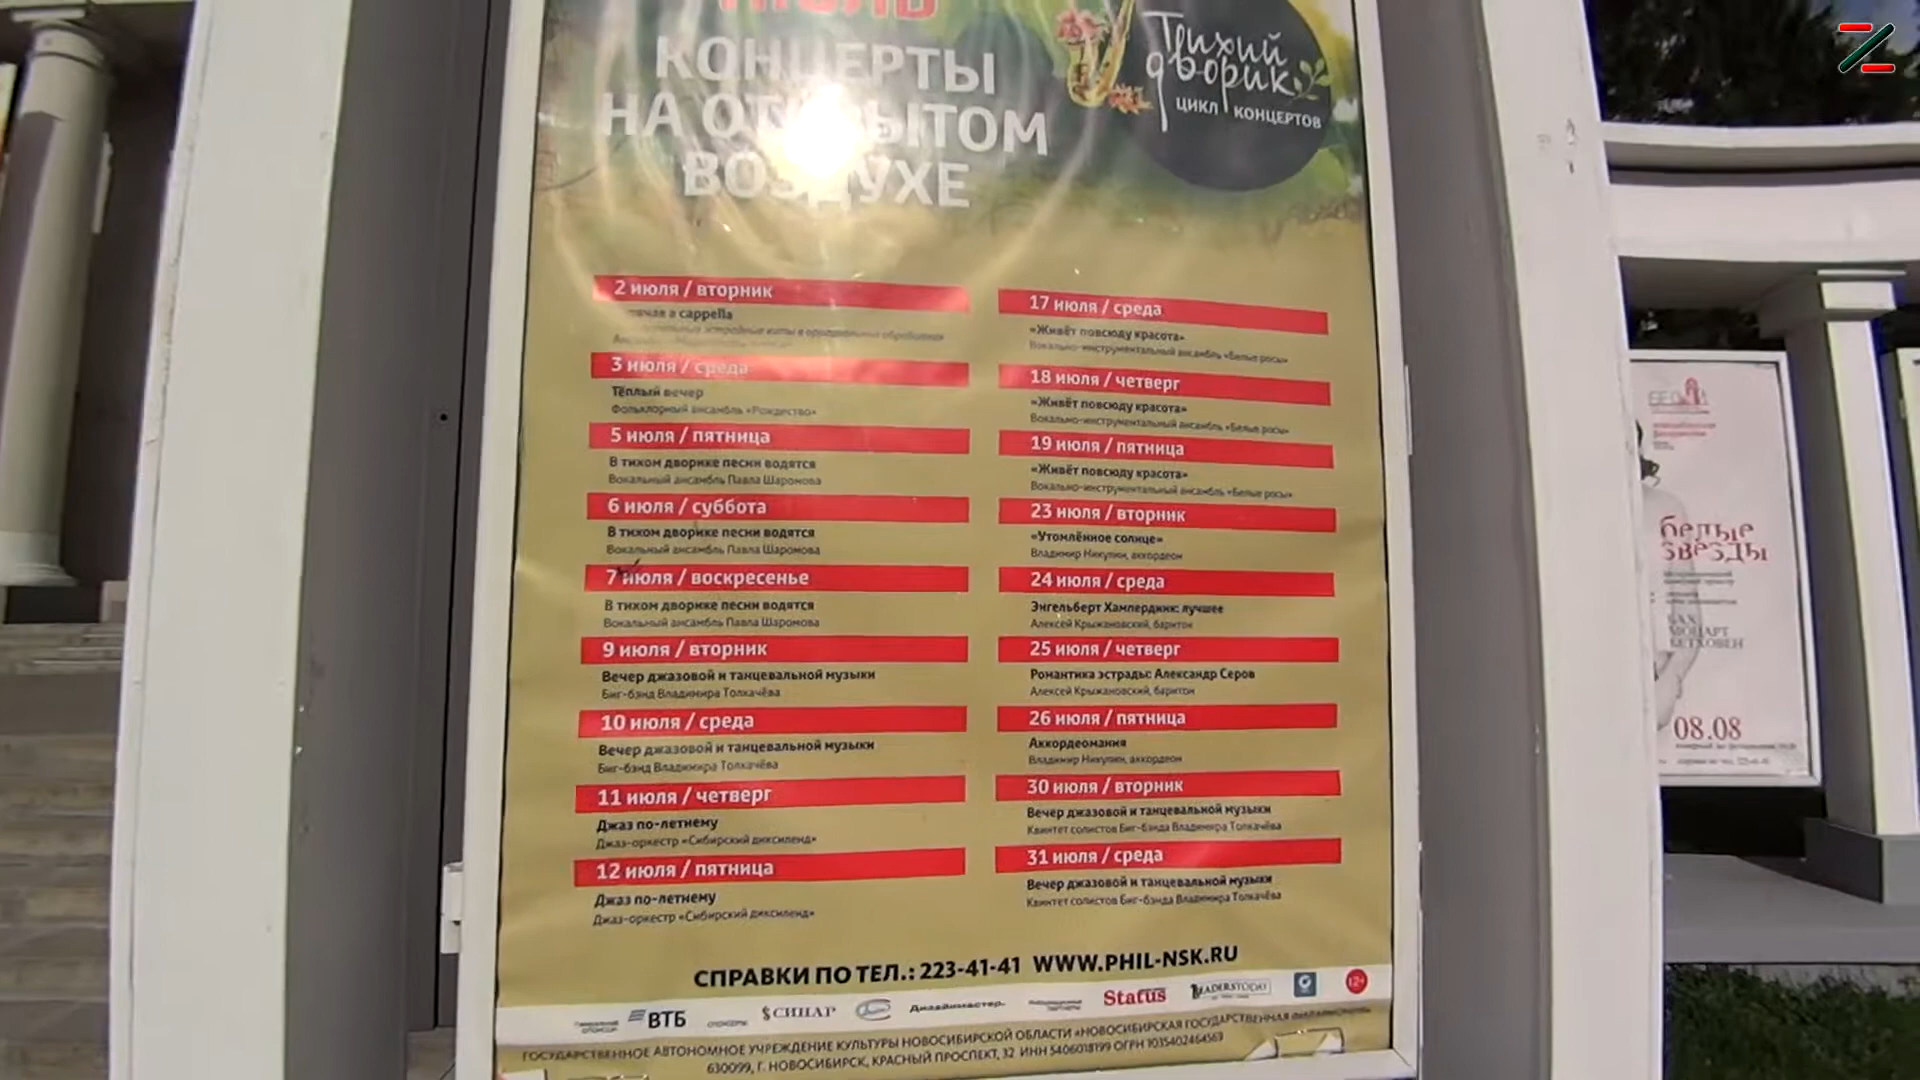 ИЮЛЬ
КОНЦЕРТЫ
НА ОТКРЫТОМ
ВОЗДУХЕ
Тихий
дворик
ЦИКЛ КОНЦЕРТОВ
2 июля / вторник
a cappella
3 июля / среда
Тёплый вечер
Фольклорный ансамбль «Рождество»
5 июля / пятница
В тихом дворике песни водятся
Вокальный ансамбль Павла Шаромова
6 июля / суббота
В тихом дворике песни водятся
Вокальный ансамбль Павла Шаромова
7 июля / воскресенье
В тихом дворике песни водятся
Вокальный ансамбль Павла Шаромова
9 июля / вторник
Вечер джазовой и танцевальной музыки
Биг-бэнд Владимира Толкачёва
10 июля / среда
Вечер джазовой и танцевальной музыки
Биг-бэнд Владимира Толкачёва
11 июля / четверг
Джаз по-летнему
Джаз-оркестр «Сибирский диксиленд»
12 июля / пятница
Джаз по-летнему
Джаз-оркестр «Сибирский диксиленд»
17 июля / среда
«Живёт повсюду красота»
Вокально-инструментальный ансамбль «Белые росы»
18 июля / четверг
«Живёт повсюду красота»
Вокально-инструментальный ансамбль «Белые росы»
19 июля / пятница
«Живёт повсюду красота»
Вокально-инструментальный ансамбль «Белые росы»
23 июля / вторник
«Утомлённое солнце»
Владимир Никулин, аккордеон
24 июля / среда
Энгельберт Хампердинк: лучшее
Алексей Крыжановский, баритон
25 июля / четверг
Романтика эстрады: Александр Серов
Алексей Крыжановский, баритон
26 июля / пятница
Аккордеомания
Владимир Никулин, аккордеон
30 июля / вторник
Вечер джазовой и танцевальной музыки
Квинтет солистов Биг-бэнда Владимира Толкачёва
31 июля / среда
Вечер джазовой и танцевальной музыки
Квинтет солистов Биг-бэнда Владимира Толкачёва
СПРАВКИ ПО ТЕЛ.: 223-41-41 WWW.PHIL-NSK.RU
ВТБ
СИНАР
Дизайнмастер
Status
LEADERSTODAY
12+
ГОСУДАРСТВЕННОЕ АВТОНОМНОЕ УЧРЕЖДЕНИЕ КУЛЬТУРЫ НОВОСИБИРСКОЙ ОБЛАСТИ «НОВОСИБИРСКАЯ ГОСУДАРСТВЕННАЯ ФИЛАРМОНИЯ»
630099, Г. НОВОСИБИРСК, КРАСНЫЙ ПРОСПЕКТ, 32 ИНН 5406018199 ОГРН 1035402464569
белые
звёзды
БАХ
МОЦАРТ
БЕТХОВЕН
08.08